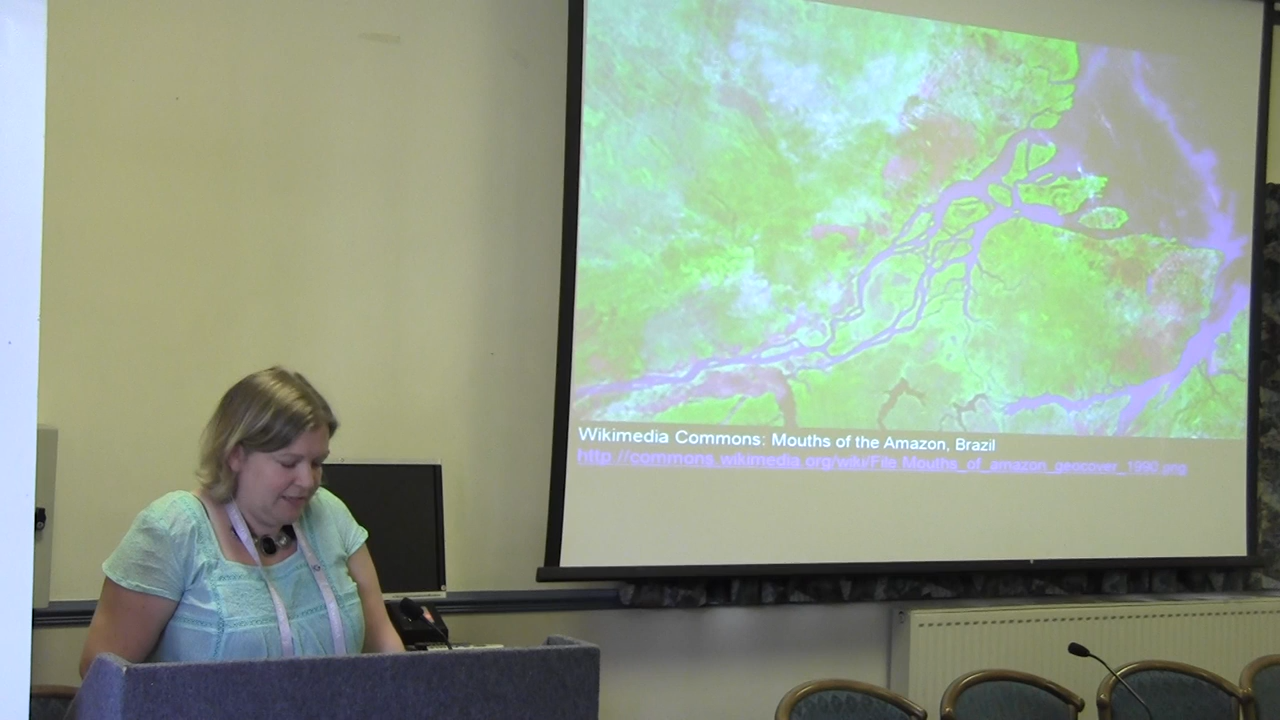 Wikimedia Commons: Mouths of the Amazon, Brazil
http://commons.wikimedia.org/wiki/File:Mouths_of_amazon_geocover_1990.png